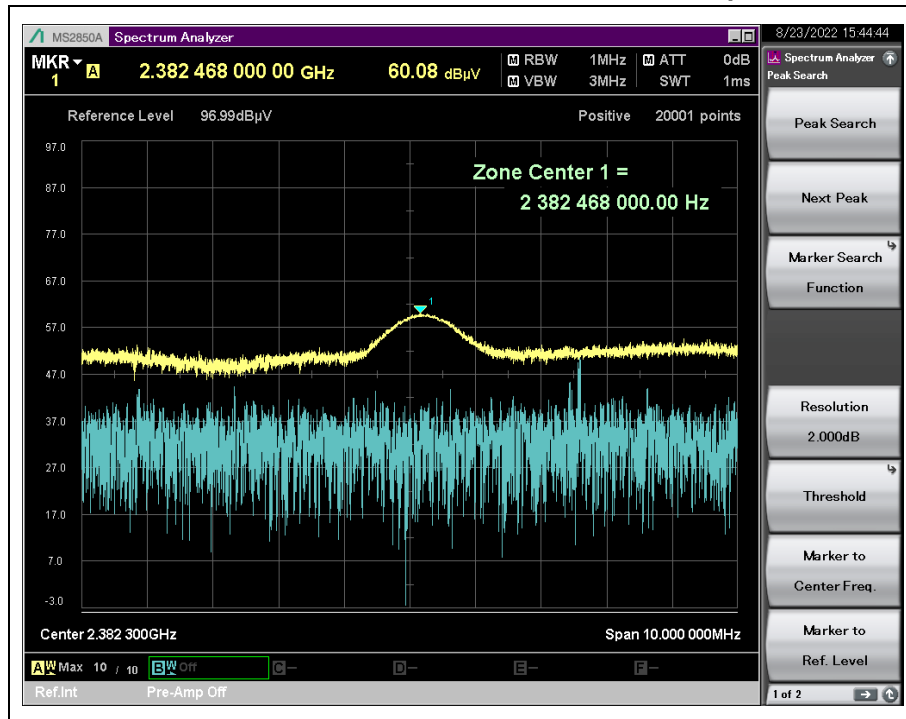 MS2850A Spectrum Analyzer
8/23/2022 15:44:44
MKR 1 A 2.382 468 000 00 GHz 60.08 dBµV
M RBW 1MHz M ATT 0dB
M VBW 3MHz SWT 1ms
Spectrum Analyzer
Peak Search
Reference Level 96.99dBµV Positive 20001 points
Zone Center 1 =
2 382 468 000.00 Hz
97.0
87.0
77.0
67.0
57.0
47.0
37.0
27.0
17.0
7.0
-3.0
1
Center 2.382 300GHz Span 10.000 000MHz
A W Max 10 / 10 B W Off C - D - E - F -
Ref.Int Pre-Amp Off
Peak Search
Next Peak
Marker Search
Function
Resolution
2.000dB
Threshold
Marker to
Center Freq.
Marker to
Ref. Level
1 of 2